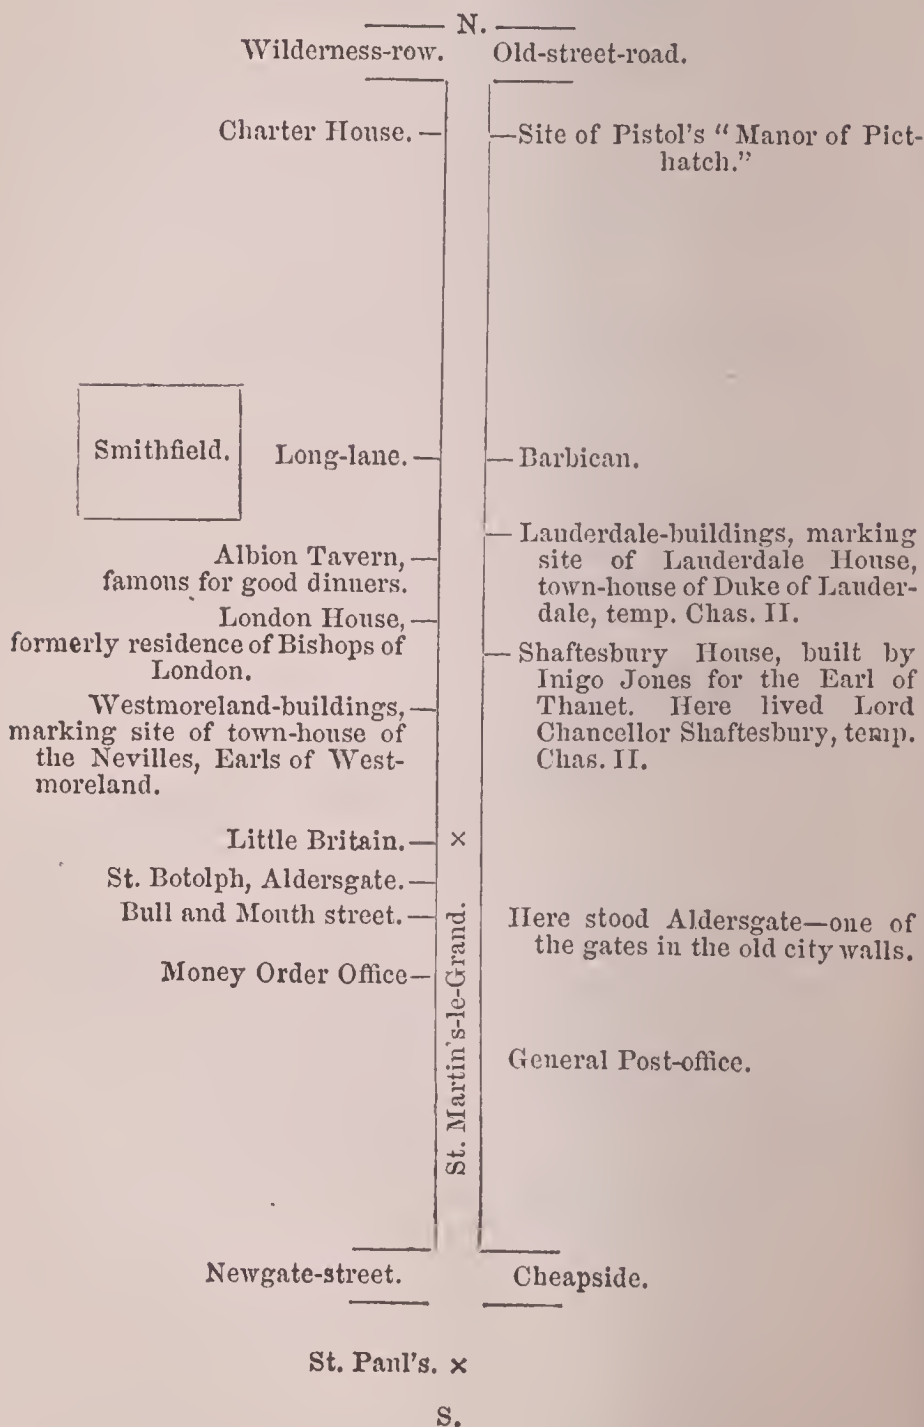 N.
Wilderness-row. Old-street-road.
Charter House.
Site of Pistol's "Manor of Pict-
hatch."
Smithfield.
Long-lane.
Barbican.
Lauderdale-buildings, marking
site of Lauderdale House,
town-house of Duke of Lauder-
dale, temp. Chas. II.
Albion Tavern,
famous for good dinners.
London House,
formerly residence of Bishops of
London.
Shaftesbury House, built by
Inigo Jones for the Earl of
Thanet. Here lived Lord
Chancellor Shaftesbury, temp.
Chas. II.
Westmoreland-buildings,
marking site of town-house of
the Nevilles, Earls of West-
moreland.
Little Britain. ×
St. Botolph, Aldersgate.
Bull and Mouth street.
Here stood Aldersgate—one of
the gates in the old city walls.
Money Order Office
St. Martin's-le-Grand.
General Post-office.
Newgate-street. Cheapside.
St. Paul's. ×
S.